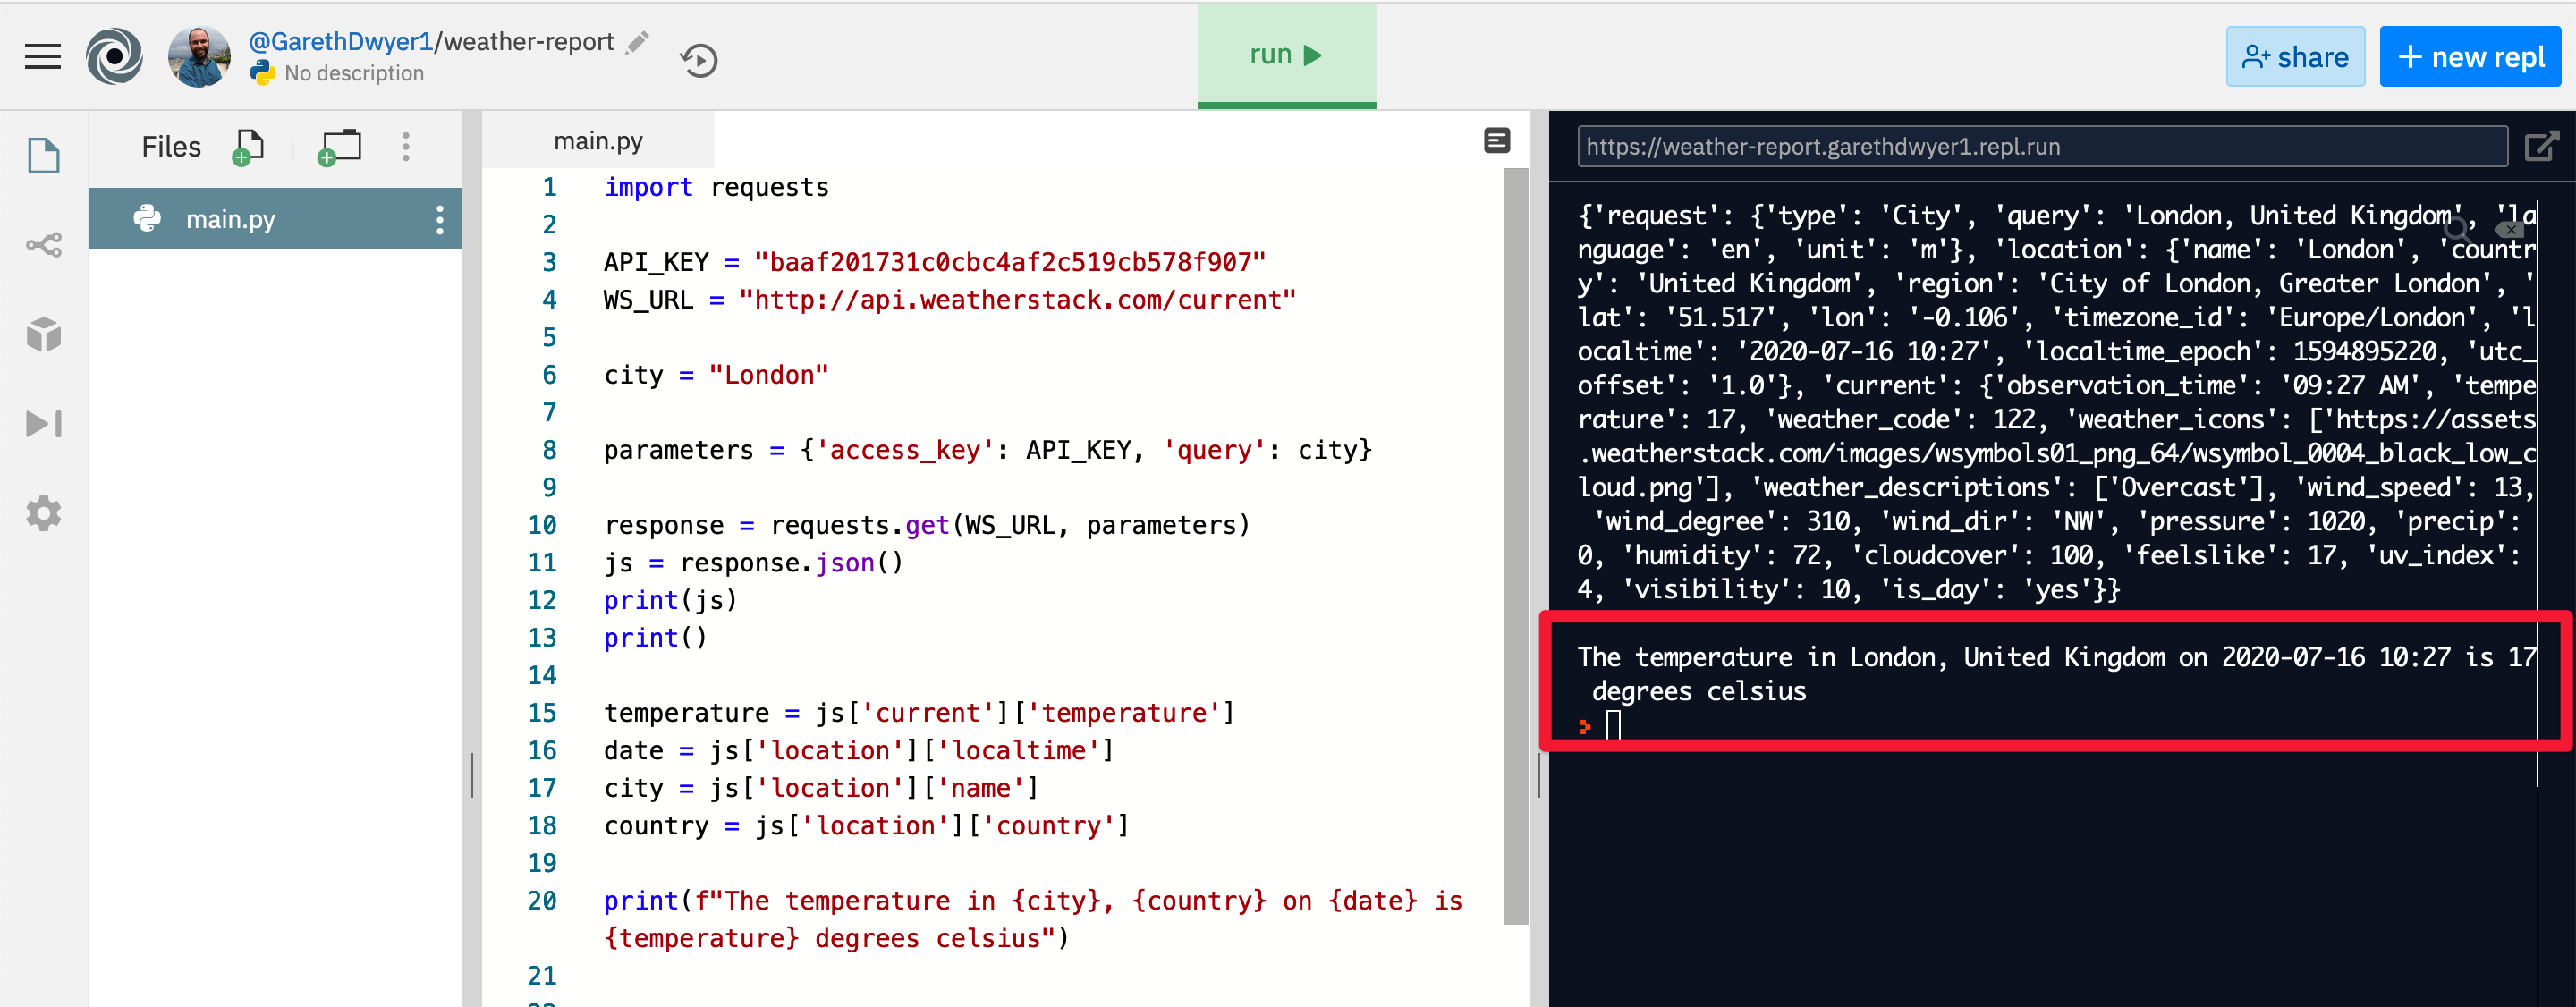 @GarethDwyer1/weather-report
No description
run
share
+ new repl
Files
main.py
main.py
https://weather-report.garethdwyer1.repl.run
1 import requests
2
3 API_KEY = "baaf201731c0cbc4af2c519cb578f907"
4 WS_URL = "http://api.weatherstack.com/current"
5
6 city = "London"
7
8 parameters = {'access_key': API_KEY, 'query': city}
9
10 response = requests.get(WS_URL, parameters)
11 js = response.json()
12 print(js)
13 print()
14
15 temperature = js['current']['temperature']
16 date = js['location']['localtime']
17 city = js['location']['name']
18 country = js['location']['country']
19
20 print(f"The temperature in {city}, {country} on {date} is
{temperature} degrees celsius")
21
{'request': {'type': 'City', 'query': 'London, United Kingdom', 'la
nguage': 'en', 'unit': 'm'}, 'location': {'name': 'London', 'countr
y': 'United Kingdom', 'region': 'City of London, Greater London', '
lat': '51.517', 'lon': '-0.106', 'timezone_id': 'Europe/London', 'l
ocaltime': '2020-07-16 10:27', 'localtime_epoch': 1594895220, 'utc_
offset': '1.0'}, 'current': {'observation_time': '09:27 AM', 'tempe
rature': 17, 'weather_code': 122, 'weather_icons': ['https://assets
.weatherstack.com/images/wsymbols01_png_64/wsymbol_0004_black_low_c
loud.png'], 'weather_descriptions': ['Overcast'], 'wind_speed': 13,
'wind_degree': 310, 'wind_dir': 'NW', 'pressure': 1020, 'precip':
0, 'humidity': 72, 'cloudcover': 100, 'feelslike': 17, 'uv_index':
4, 'visibility': 10, 'is_day': 'yes'}}
The temperature in London, United Kingdom on 2020-07-16 10:27 is 17
degrees celsius